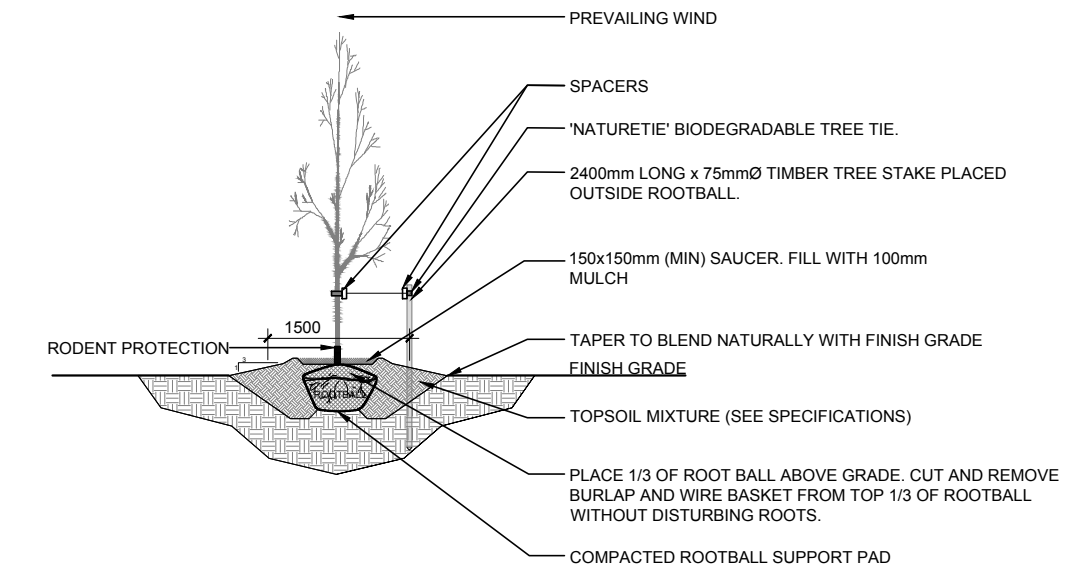 PREVAILING WIND
SPACERS
'NATURETIE' BIODEGRADABLE TREE TIE.
2400mm LONG x 75mmØ TIMBER TREE STAKE PLACED
OUTSIDE ROOTBALL.
150x150mm (MIN) SAUCER. FILL WITH 100mm
MULCH
1500
RODENT PROTECTION
3
1
TAPER TO BLEND NATURALLY WITH FINISH GRADE
FINISH GRADE
ROOTBALL
TOPSOIL MIXTURE (SEE SPECIFICATIONS)
PLACE 1/3 OF ROOT BALL ABOVE GRADE. CUT AND REMOVE
BURLAP AND WIRE BASKET FROM TOP 1/3 OF ROOTBALL
WITHOUT DISTURBING ROOTS.
COMPACTED ROOTBALL SUPPORT PAD